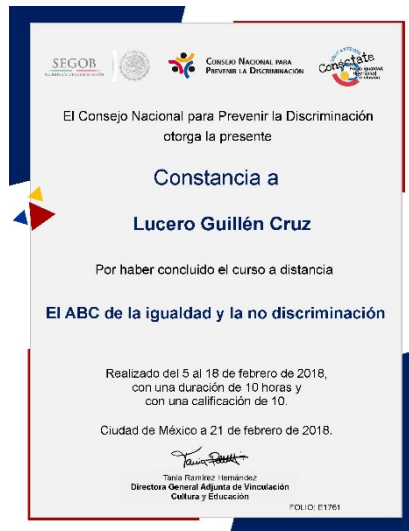 SEGOB
CONSEJO NACIONAL PARA
PREVENIR LA DISCRIMINACIÓN
Conéctate
El Consejo Nacional para Prevenir la Discriminación
otorga la presente
Constancia a
Lucero Guillén Cruz
Por haber concluido el curso a distancia
El ABC de la igualdad y la no discriminación
Realizado del 5 al 18 de febrero de 2018,
con una duración de 10 horas y
con una calificación de 10.
Ciudad de México a 21 de febrero de 2018.
Tania Ramírez Hernández
Directora General Adjunta de Vinculación
Cultura y Educación
FOLIO: E1761